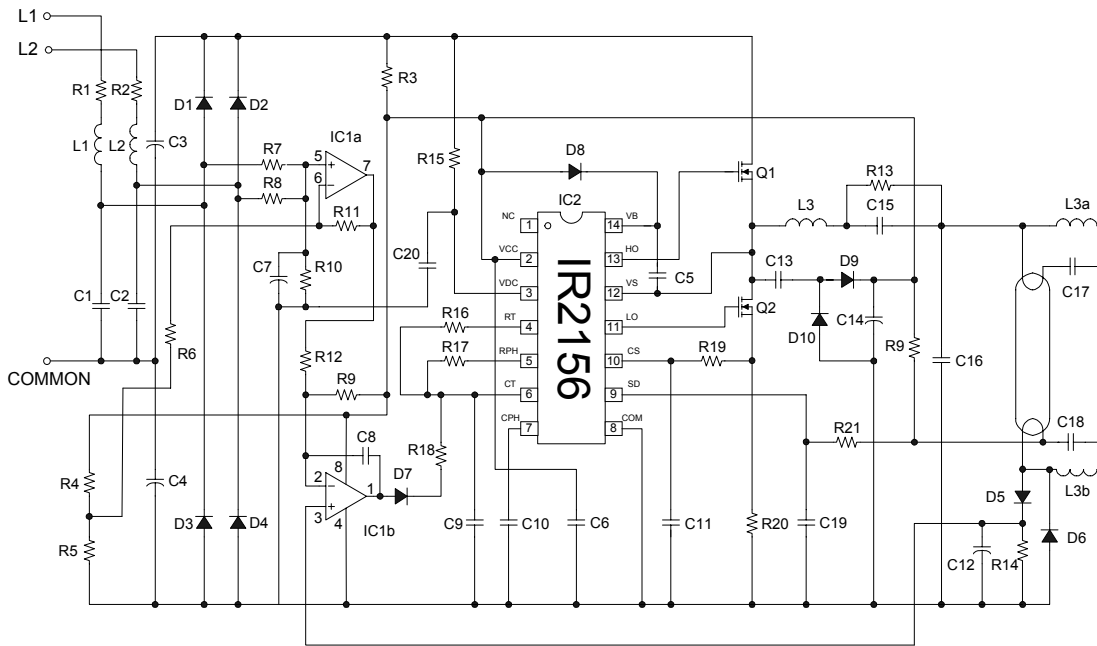 L1
L2
R1
R2
D1
D2
R3
L1
L2
C3
R7
R8
IC1a
5
6
7
R11
R15
D8
Q1
R13
L3
C15
L3a
C7
R10
C20
IC2
NC
1
VB
14
VCC
2
HO
13
C5
VDC
3
VS
12
C13
D9
C17
C1
C2
R6
R12
R16
RT
4
LO
11
Q2
D10
C14
R9
C16
COMMON
R17
RPH
5
CS
10
R19
CT
6
SD
9
CPH
7
COM
8
IR2156
R9
C8
R18
R21
C18
R4
C4
8
2
3
1
4
D7
IC1b
L3b
D5
R5
D3
D4
C9
C10
C6
C11
R20
C19
C12
R14
D6